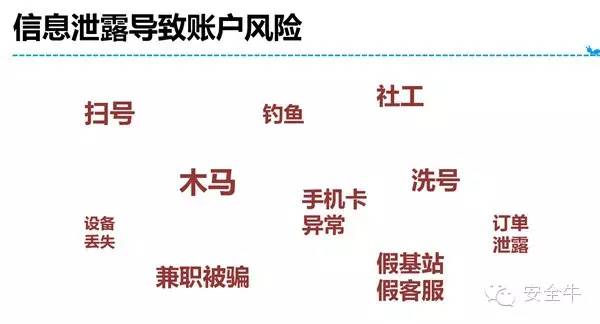 信息泄露导致账户风险
扫号
钓鱼
社工
木马
手机卡
异常
洗号
设备
丢失
订单
泄露
兼职被骗
假基站
假客服
安全牛